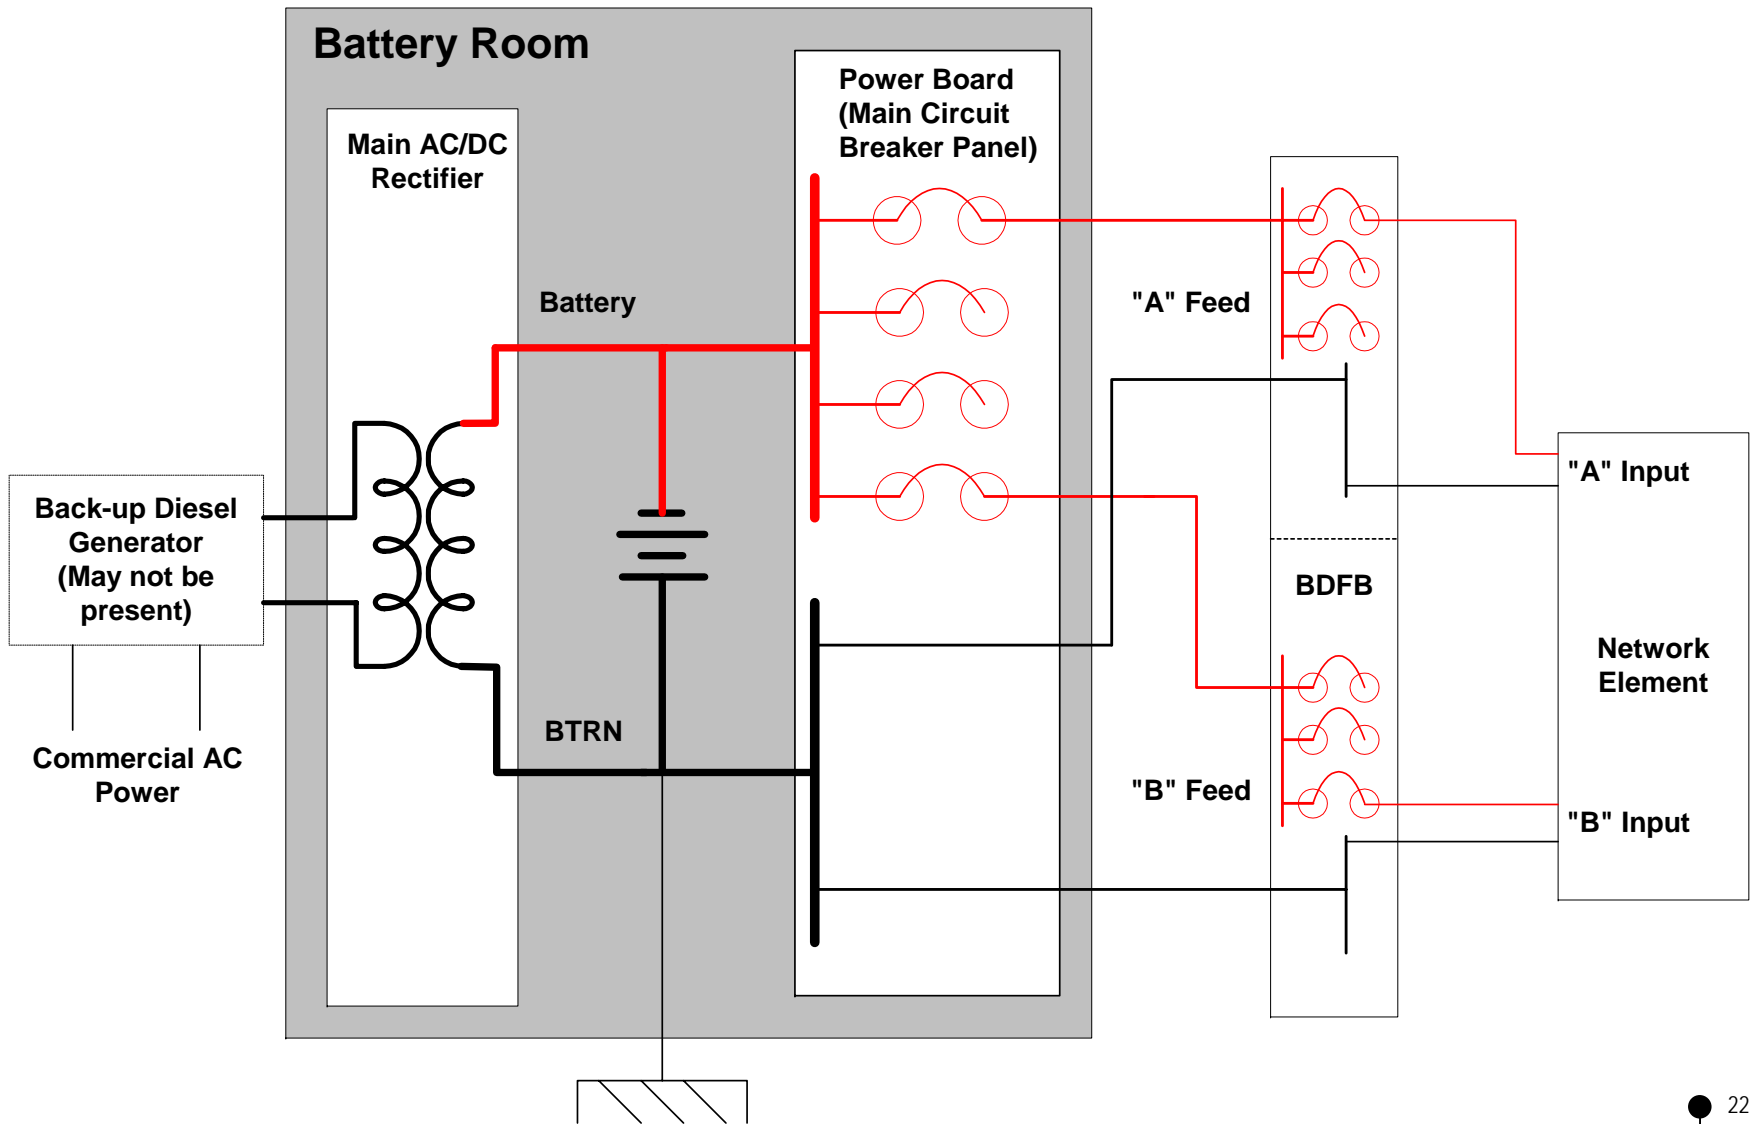 Battery Room
Power Board
(Main Circuit
Breaker Panel)
Main AC/DC
Rectifier
Battery
"A" Feed
"A" Input
Back-up Diesel
Generator
(May not be
present)
BDFB
Network
Element
BTRN
Commercial AC
Power
"B" Feed
"B" Input
22